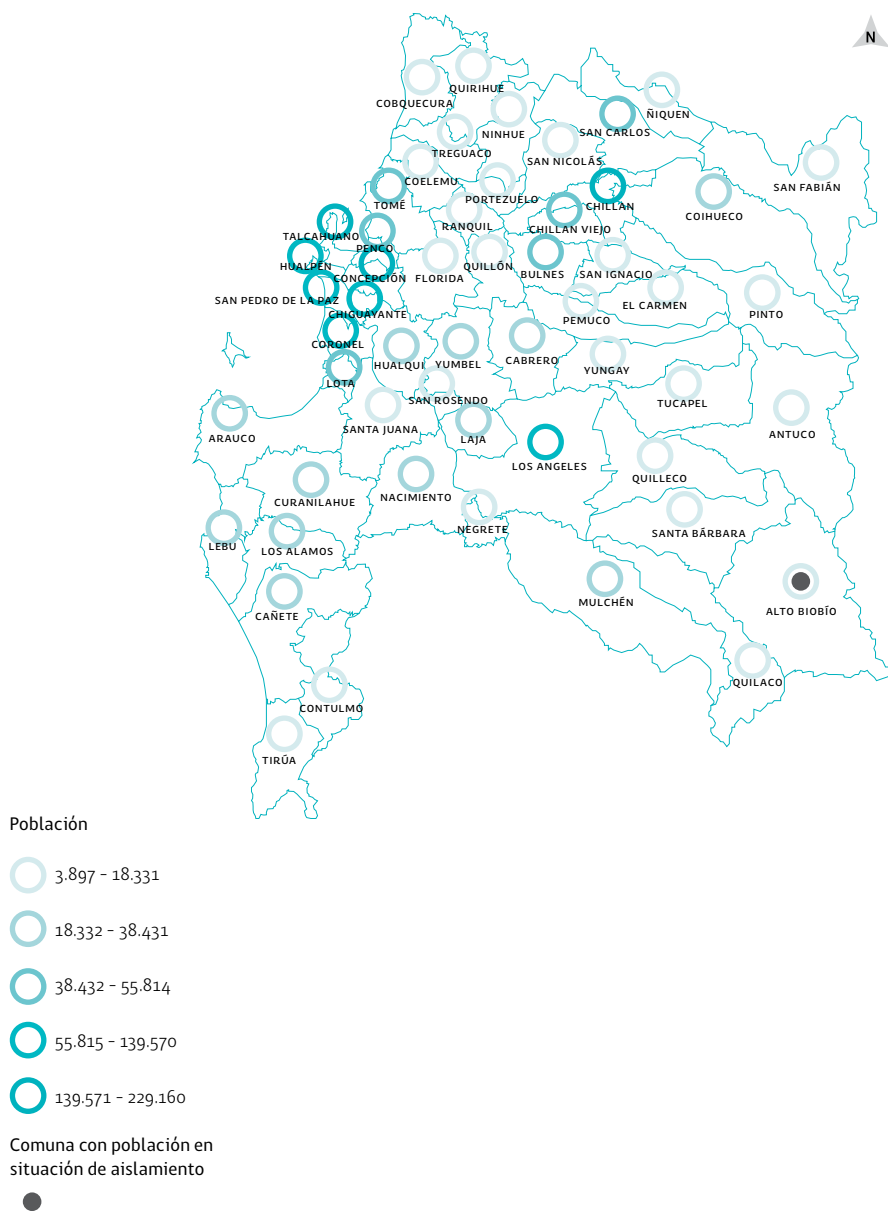 N
QUIRIHUE
COBQUECURA
NINHUE
ÑIQUEN
SAN CARLOS
TREGUACO
SAN NICOLÁS
COELEMU
SAN FABIÁN
PORTEZUELO
TOMÉ
CHILLAN
COIHUECO
RANQUIL
CHILLAN VIEJO
TALCAHUANO
PENCO
HUALPÉN
QUILLÓN
BULNES
SAN IGNACIO
CONCEPCIÓN
FLORIDA
SAN PEDRO DE LA PAZ
EL CARMEN
CHIGUAYANTE
PEMUCO
PINTO
CORONEL
HUALQUI
YUMBEL
CABRERO
YUNGAY
LOTA
SAN ROSENDO
TUCAPEL
SANTA JUANA
ARAUCO
LAJA
ANTUCO
LOS ANGELES
QUILLECO
NACIMIENTO
CURANILAHUE
NEGRETE
SANTA BÁRBARA
LEBU
LOS ALAMOS
MULCHÉN
ALTO BIOBÍO
CAÑETE
QUILACO
CONTULMO
TIRÚA
Población
3.897 - 18.331
18.332 - 38.431
38.432 - 55.814
55.815 - 139.570
139.571 - 229.160
Comuna con población en
situación de aislamiento